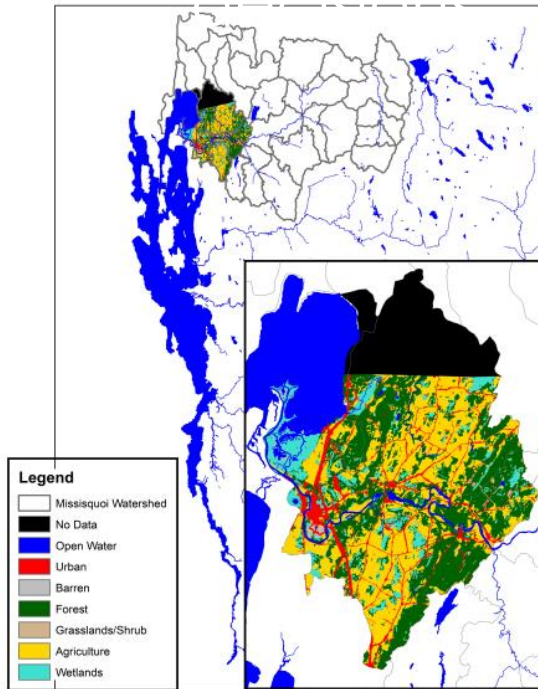 Legend
Missisquoi Watershed
No Data
Open Water
Urban
Barren
Forest
Grasslands/Shrub
Agriculture
Wetlands